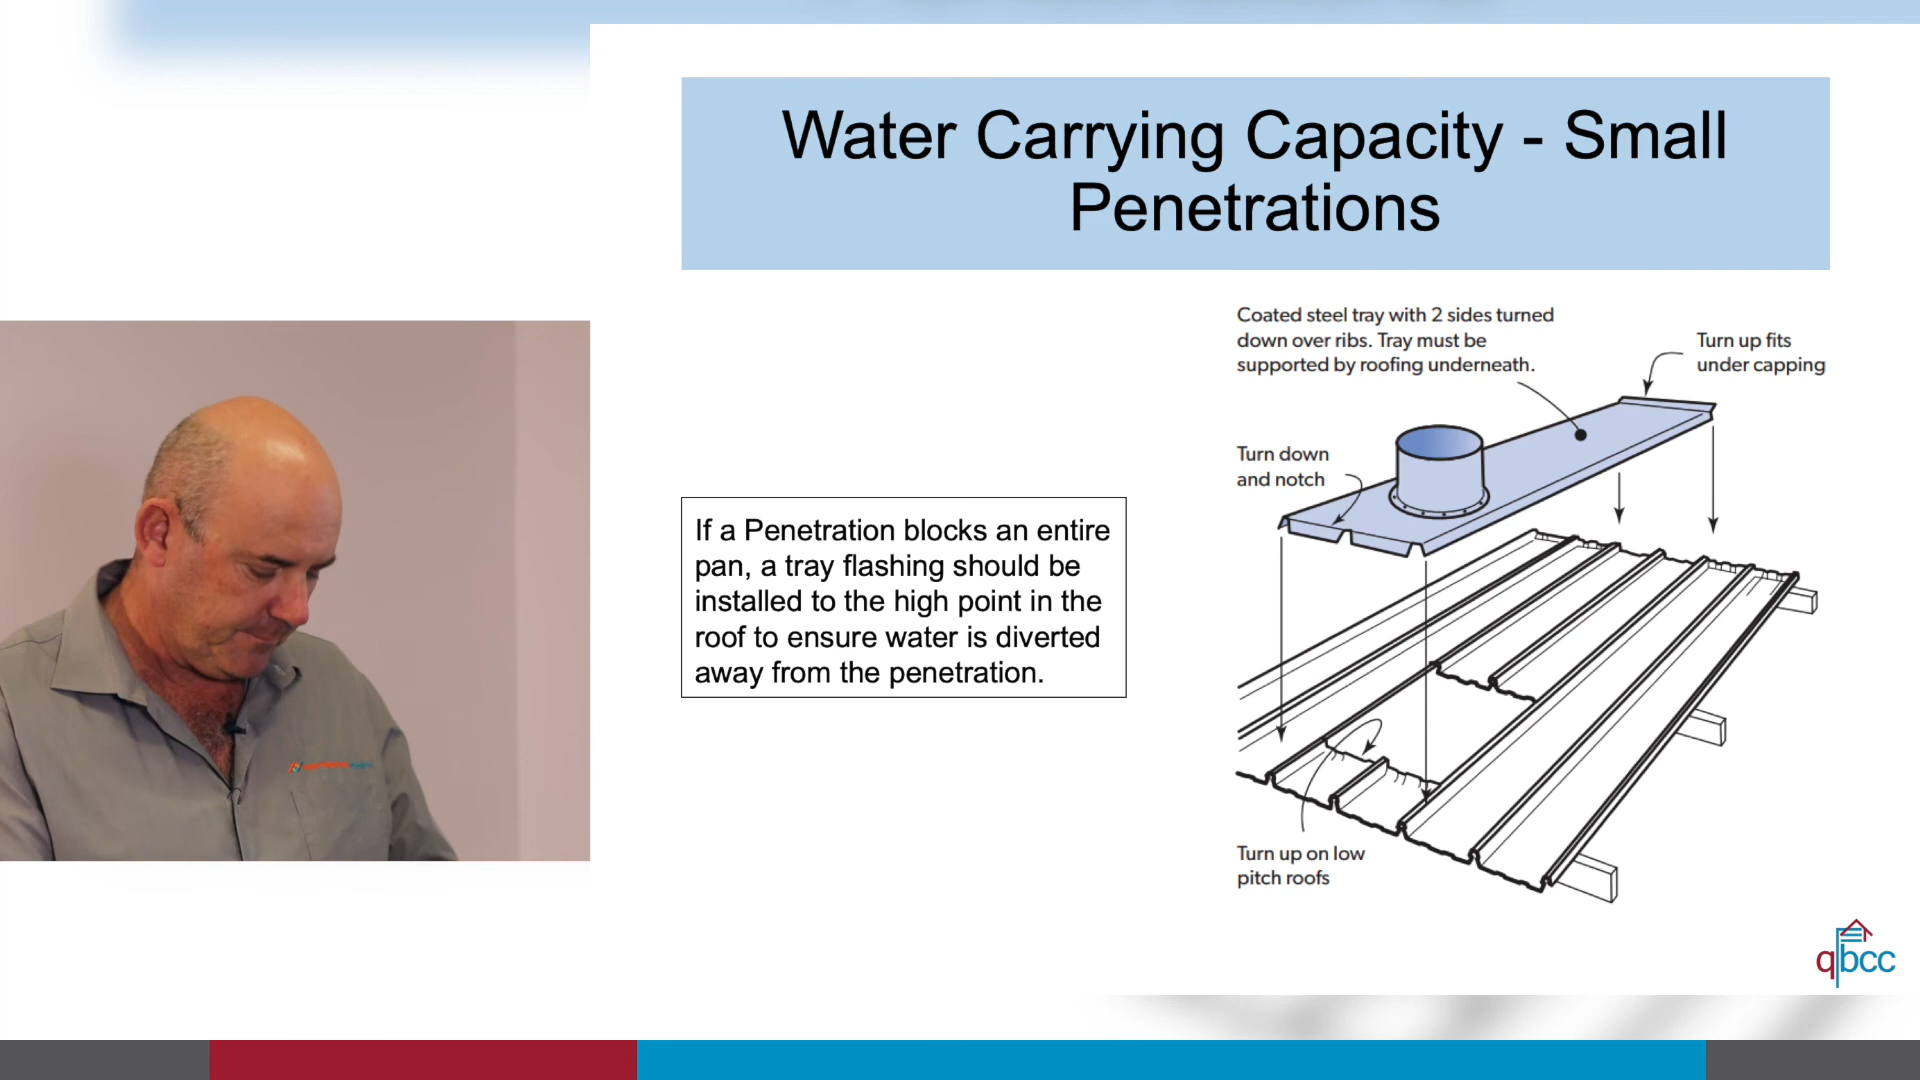 Water Carrying Capacity - Small
Penetrations
Coated steel tray with 2 sides turned
down over ribs. Tray must be
supported by roofing underneath.
Turn up fits
under capping
Turn down
and notch
If a Penetration blocks an entire
pan, a tray flashing should be
installed to the high point in the
roof to ensure water is diverted
away from the penetration.
Turn up on low
pitch roofs
qbcc